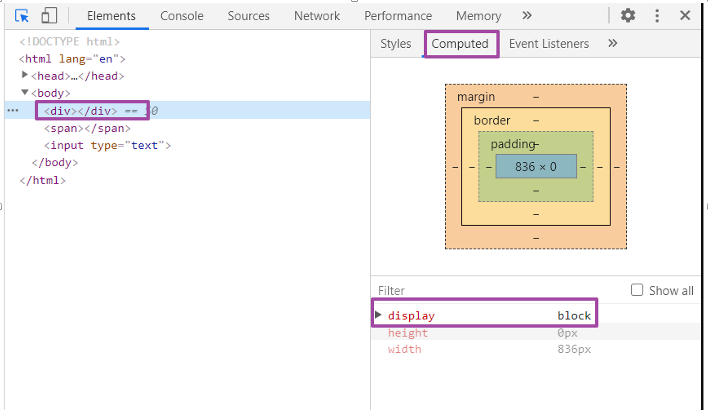 Elements Console Sources Network Performance Memory »
<!DOCTYPE html>
<html lang="en">
<head>…</head>
<body>
<div></div> == $0
<span></span>
<input type="text">
</body>
</html>
Styles Computed Event Listeners »
margin –
border –
padding –
– – – 836 × 0 – – –
–
–
–
Filter Show all
display block
height 0px
width 836px